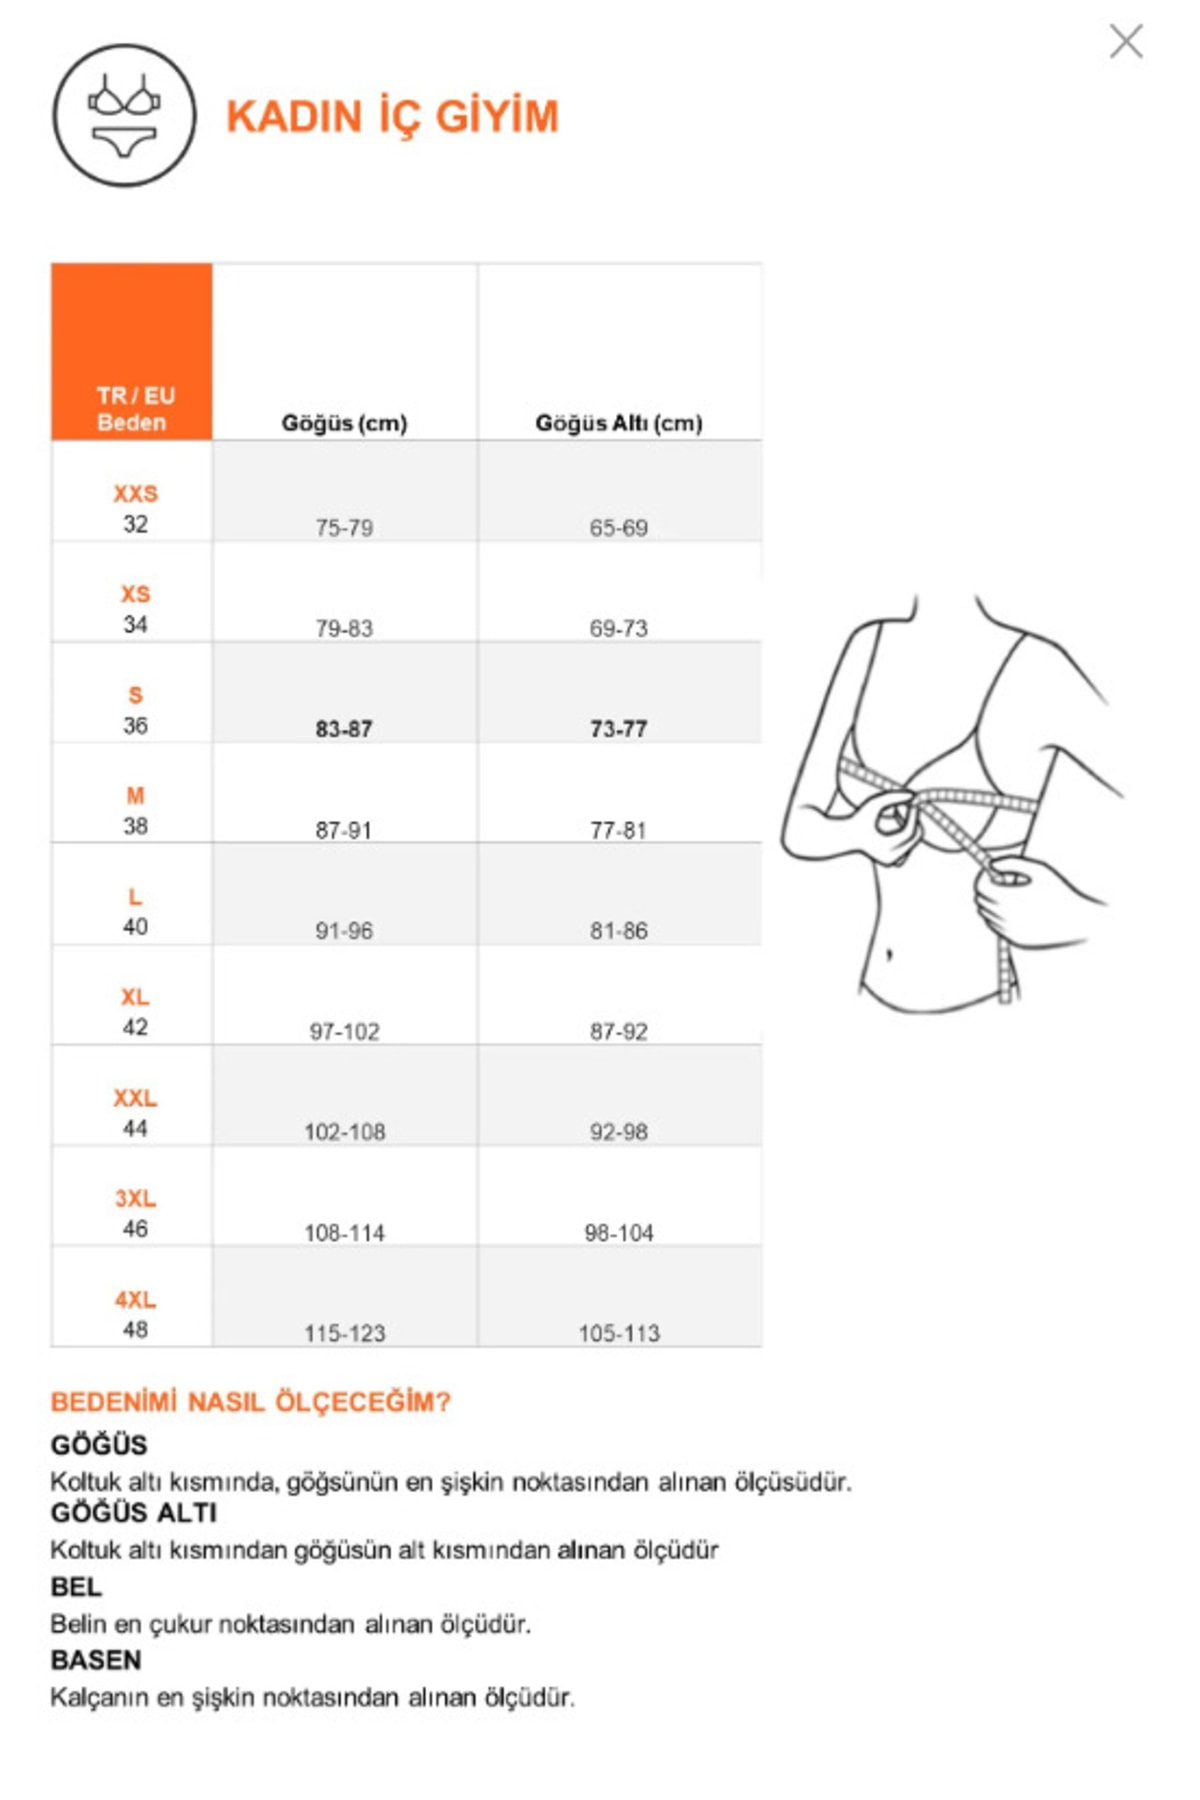 KADIN İÇ GİYİM
TR / EU
Beden
Göğüs (cm)
Göğüs Altı (cm)
XXS
32
75-79
65-69
XS
34
79-83
69-73
S
36
83-87
73-77
M
38
87-91
77-81
L
40
91-96
81-86
XL
42
97-102
87-92
XXL
44
102-108
92-98
3XL
46
108-114
98-104
4XL
48
115-123
105-113
BEDENİMİ NASIL ÖLÇECEĞİM?
GÖĞÜS
Koltuk altı kısmında, göğsünün en şişkin noktasından alınan ölçüsüdür.
GÖĞÜS ALTI
Koltuk altı kısmından göğüsün alt kısmından alınan ölçüdür
BEL
Belin en çukur noktasından alınan ölçüdür.
BASEN
Kalçanın en şişkin noktasından alınan ölçüdür.